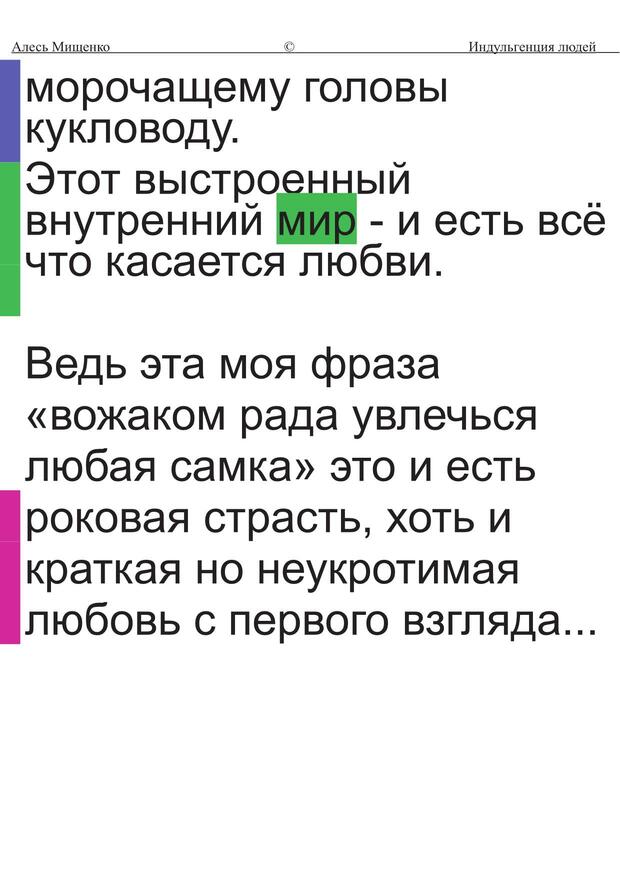 Алесь Мищенко © Индульгенция людей
морочащему головы
кукловоду.
Этот выстроенный
внутренний мир - и есть всё
что касается любви.
Ведь эта моя фраза
«вожаком рада увлечься
любая самка» это и есть
роковая страсть, хоть и
краткая но неукротимая
любовь с первого взгляда...